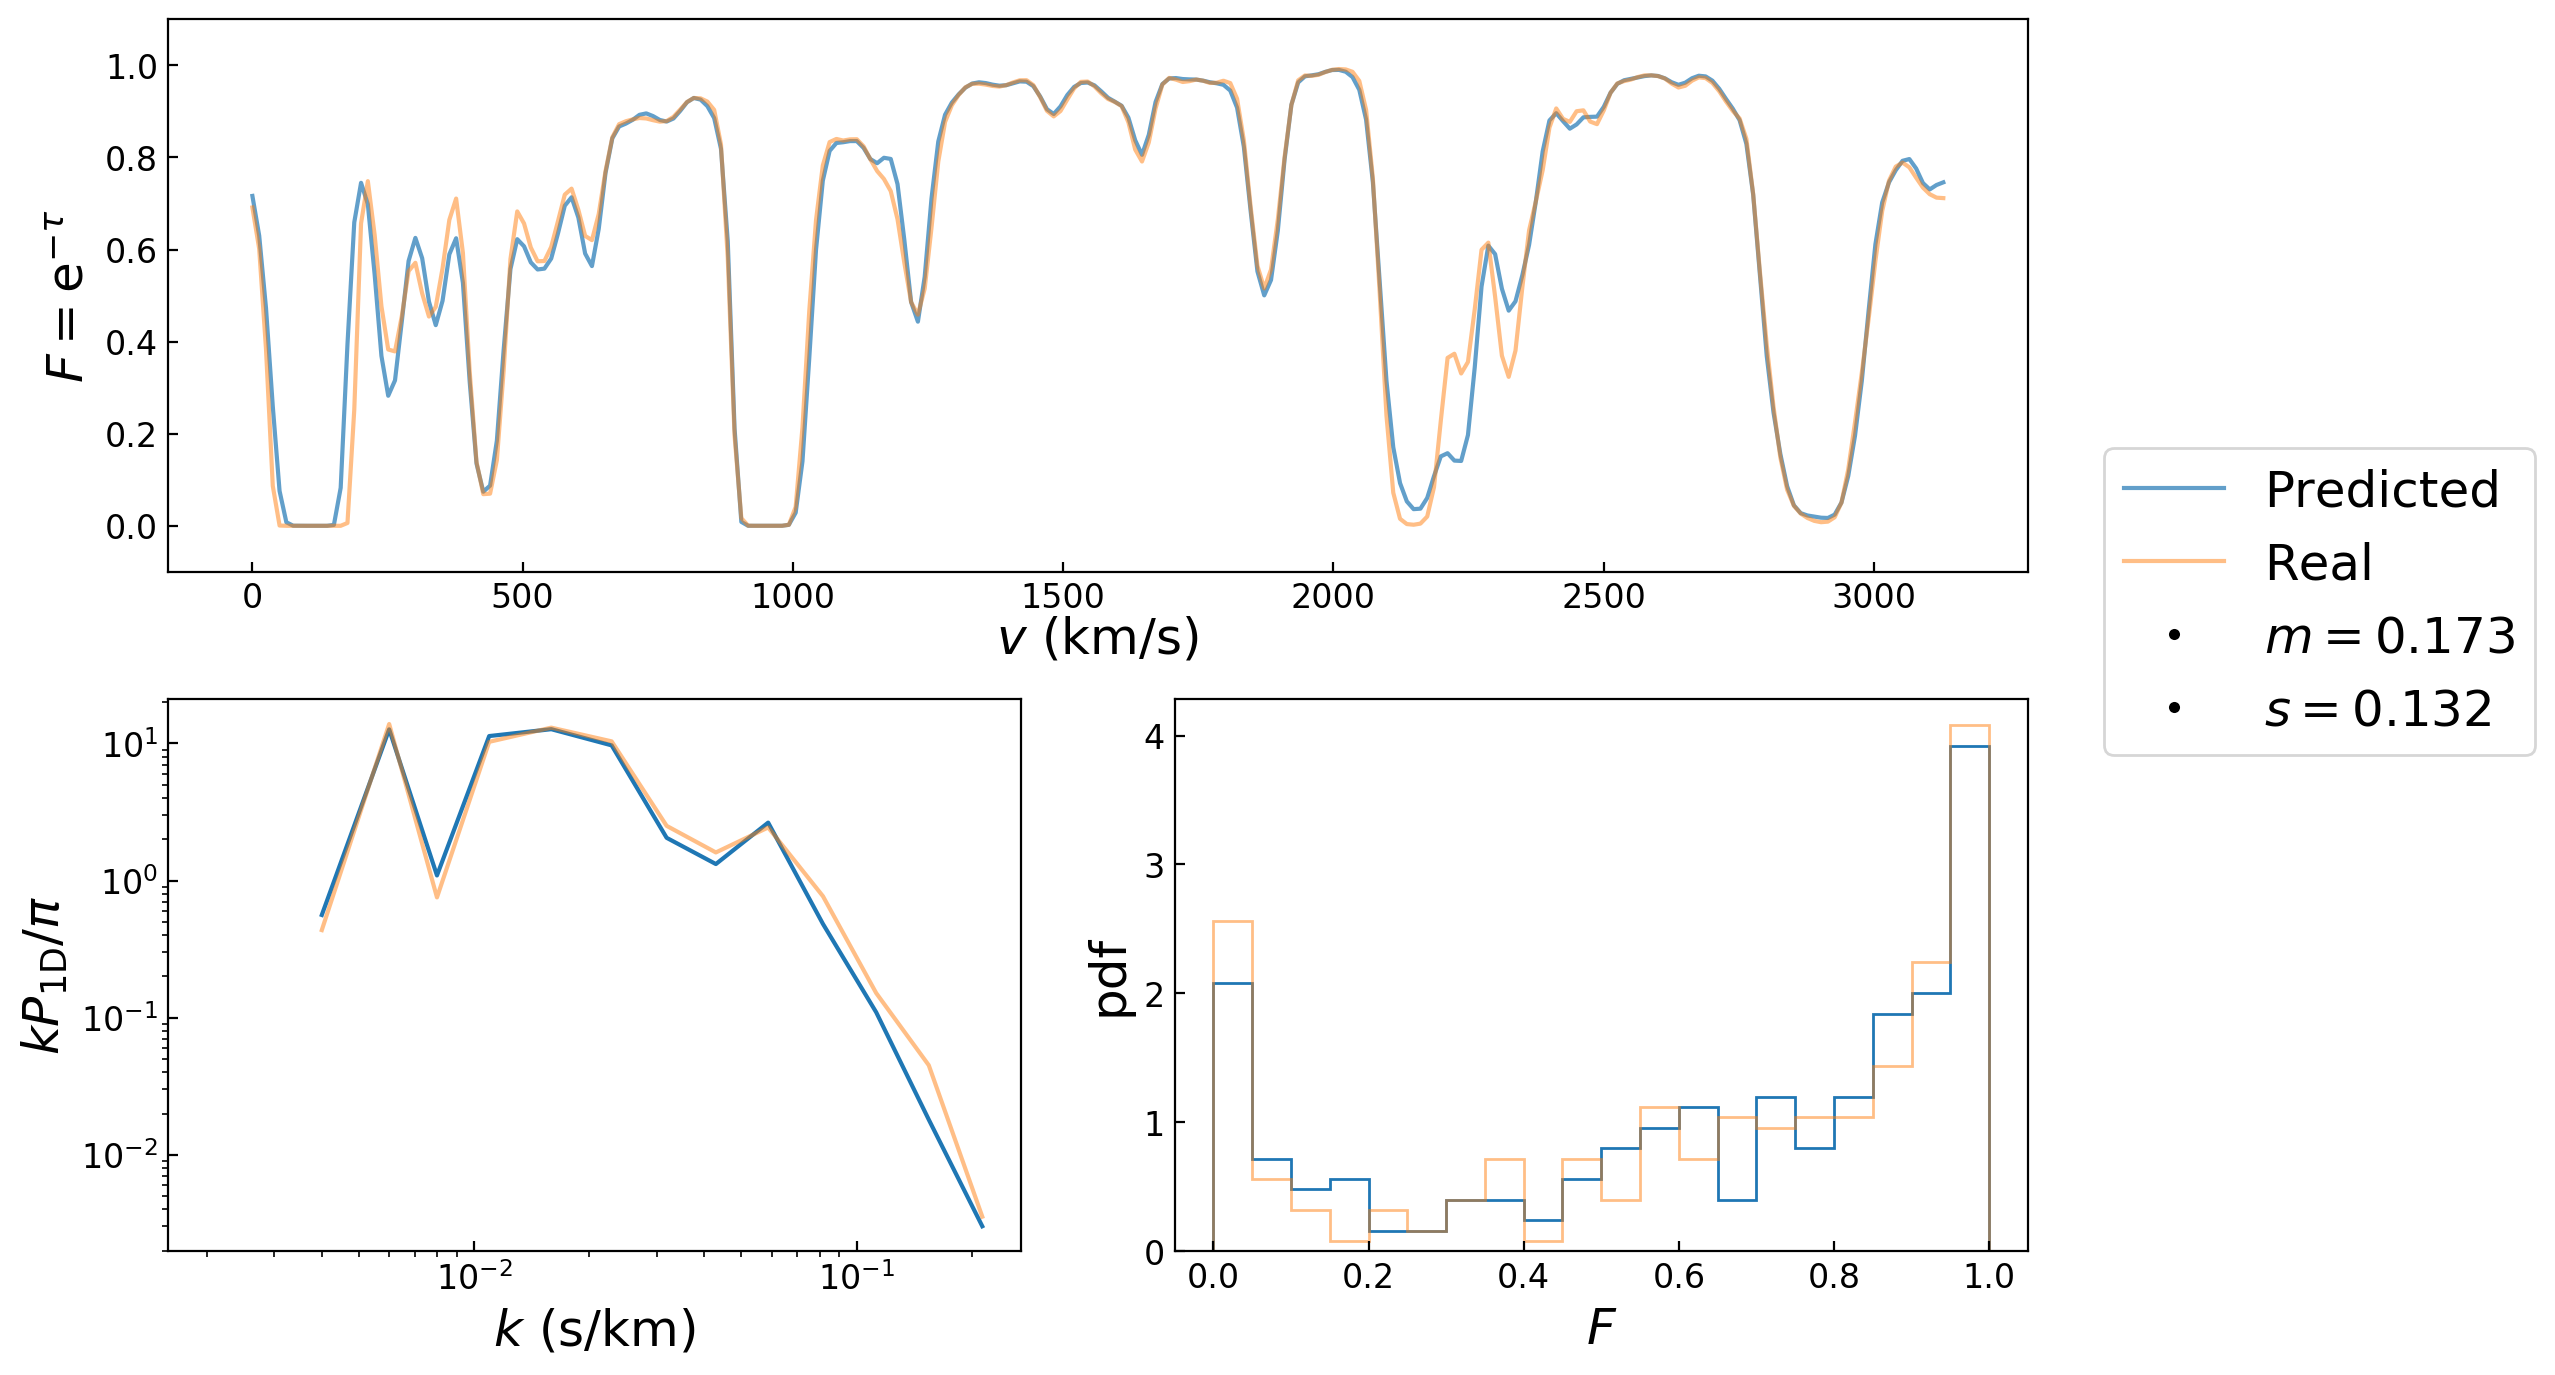 F = e^{-τ}
1.0
0.8
0.6
0.4
0.2
0.0
0 500 1000 1500 2000 2500 3000
v (km/s)
Predicted
Real
m = 0.173
s = 0.132
kP_{1D}/π
10^1
10^0
10^{-1}
10^{-2}
10^{-2} 10^{-1}
k (s/km)
pdf
4
3
2
1
0
0.0 0.2 0.4 0.6 0.8 1.0
F